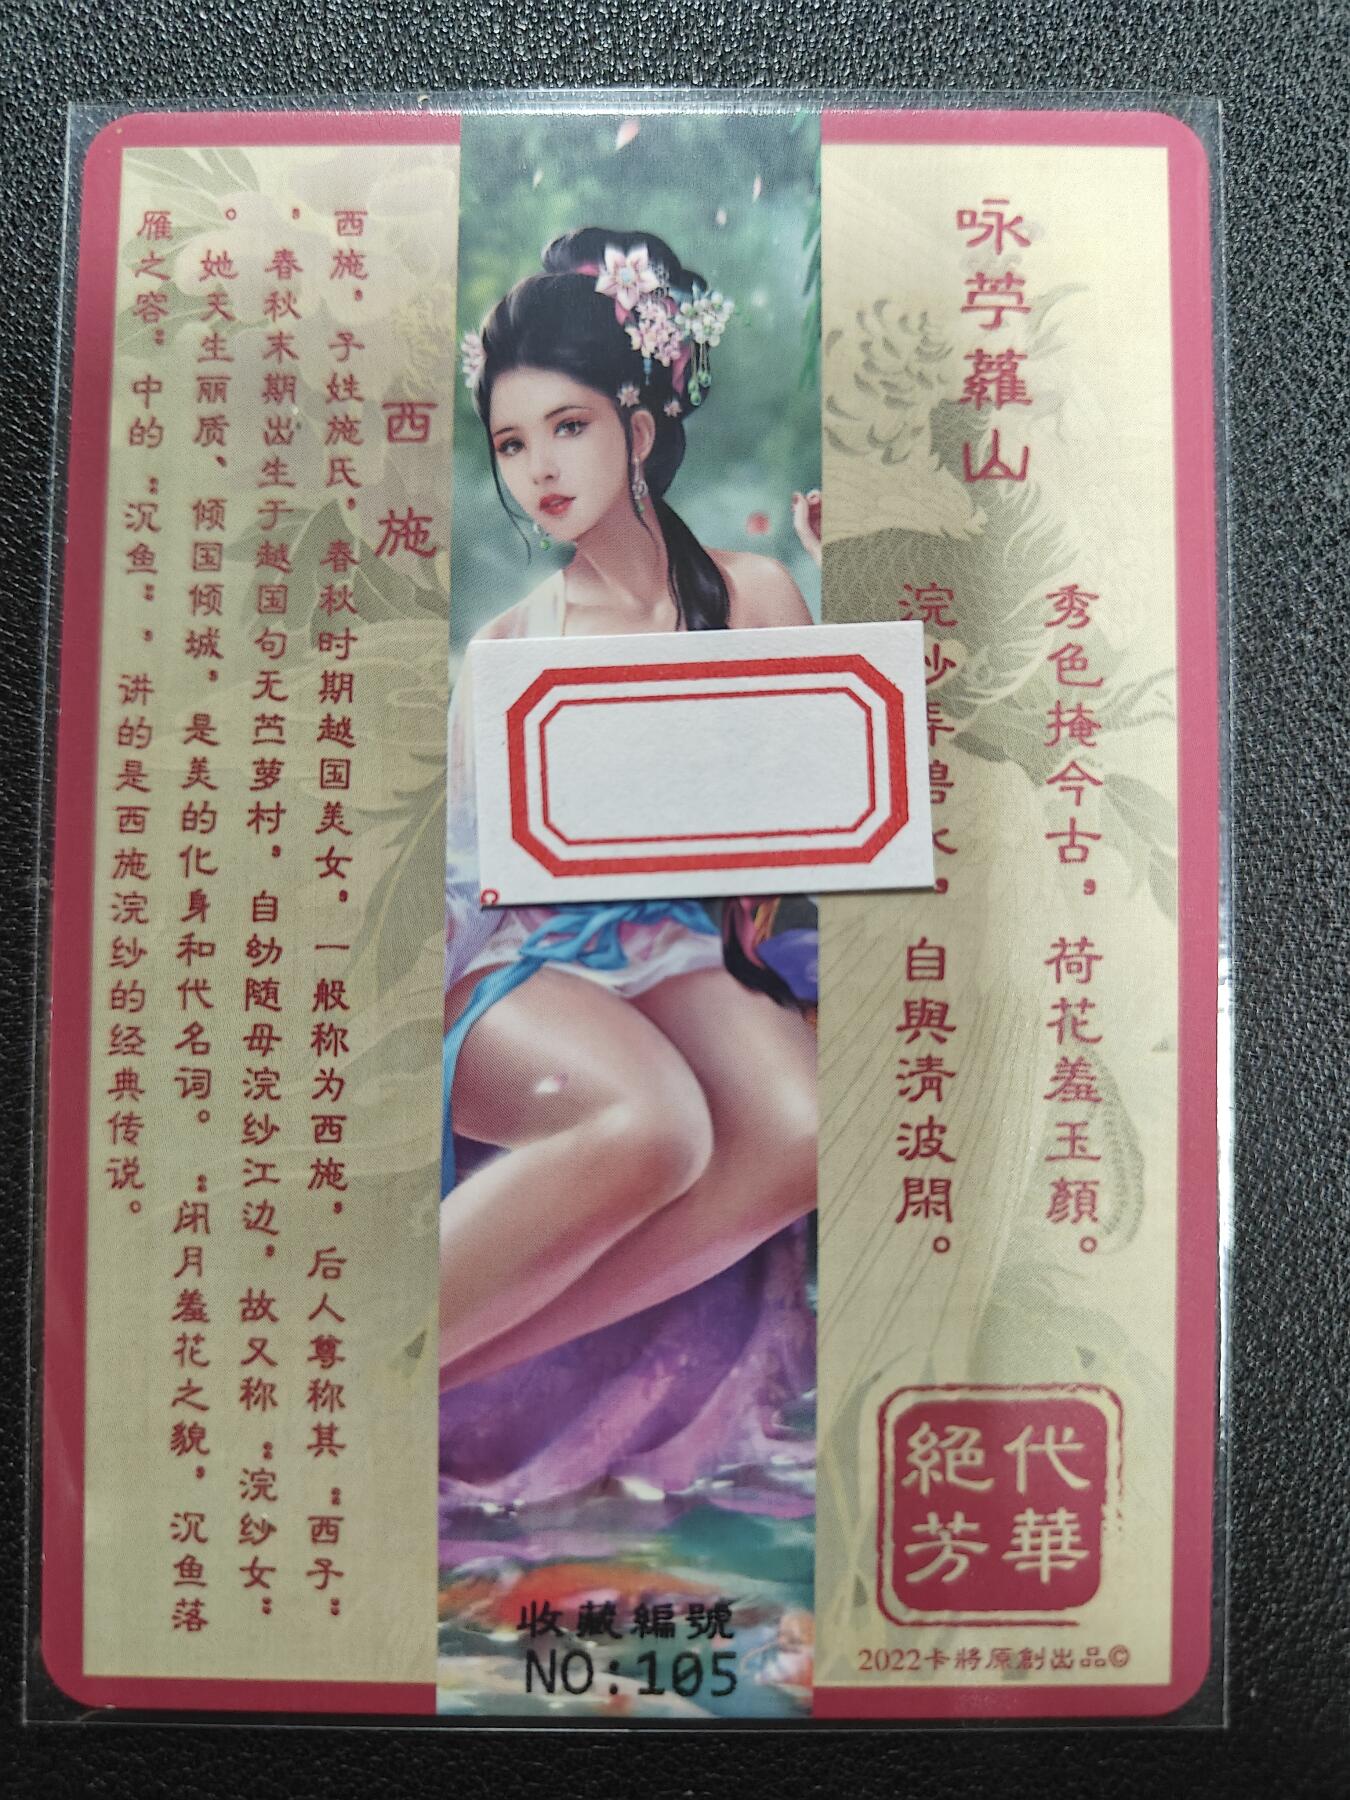 咏苧蘿山
秀色掩今古，荷花羞玉顏。
浣，自與清波閑。
西施
西施，子姓施氏，春秋时期越国美女，一般称为西施，后人尊称其：西子：
，春秋末期出生于越国句无苎萝村，自幼随母浣纱江边，故又称：浣纱女：
。她天生丽质、倾国倾城，是美的化身和代名词。：闭月羞花之貌，沉鱼落
雁之容：中的：沉鱼：，讲的是西施浣纱的经典传说。
絕代
芳華
2022卡將原創出品©
收藏編號
NO:105